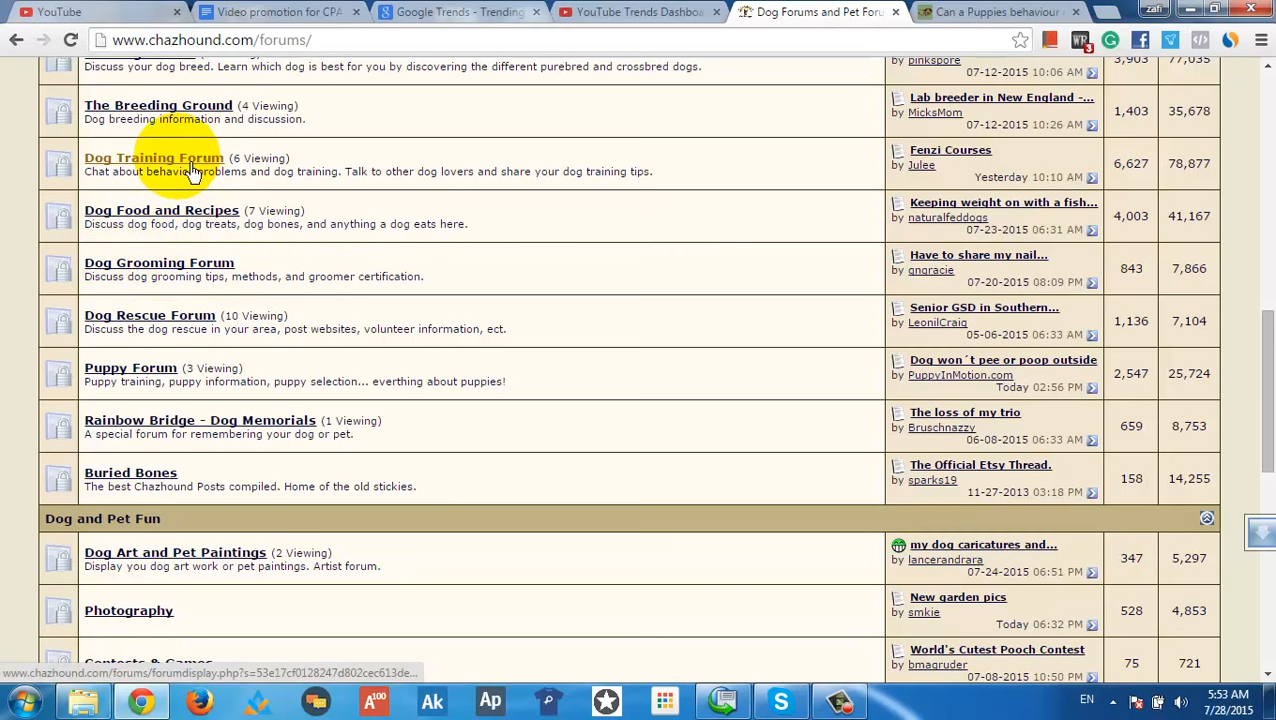 YouTube
Video promotion for CPA
Google Trends - Trending
YouTube Trends Dashboa
Dog Forums and Pet Foru
Can a Puppies behaviour
zafi
www.chazhound.com/forums/
Discuss your dog breed. Learn which dog is best for you by discovering the different purebred and crossbred dogs.
pinkspore
07-12-2015 10:06 AM
3,903
77,035
The Breeding Ground (4 Viewing)
Dog breeding information and discussion.
Lab breeder in New England -...
by MicksMom
07-12-2015 10:26 AM
1,403
35,678
Dog Training Forum (6 Viewing)
Chat about behavior problems and dog training. Talk to other dog lovers and share your dog training tips.
Fenzi Courses
by Julee
Yesterday 10:10 AM
6,627
78,877
Dog Food and Recipes (7 Viewing)
Discuss dog food, dog treats, dog bones, and anything a dog eats here.
Keeping weight on with a fish...
by naturalfeddogs
07-23-2015 06:31 AM
4,003
41,167
Dog Grooming Forum
Discuss dog grooming tips, methods, and groomer certification.
Have to share my nail...
by gngracie
07-20-2015 08:09 PM
843
7,866
Dog Rescue Forum (10 Viewing)
Discuss the dog rescue in your area, post websites, volunteer information, ect.
Senior GSD in Southern...
by LeonilCraig
05-06-2015 06:33 AM
1,136
7,104
Puppy Forum (3 Viewing)
Puppy training, puppy information, puppy selection... everthing about puppies!
Dog won´t pee or poop outside
by PuppyInMotion.com
Today 02:56 PM
2,547
25,724
Rainbow Bridge - Dog Memorials (1 Viewing)
A special forum for remembering your dog or pet.
The loss of my trio
by Bruschnazzy
06-08-2015 06:33 AM
659
8,753
Buried Bones
The best Chazhound Posts compiled. Home of the old stickies.
The Official Etsy Thread.
by sparks19
11-27-2013 03:18 PM
158
14,255
Dog and Pet Fun
Dog Art and Pet Paintings (2 Viewing)
Display you dog art work or pet paintings. Artist forum.
my dog caricatures and...
by lancerandrara
07-24-2015 06:51 PM
347
5,297
Photography
New garden pics
by smkie
Today 06:32 PM
528
4,853
Contests & Games
World's Cutest Pooch Contest
by bmagruder
07-08-2015 10:50 PM
75
721
www.chazhound.com/forums/forumdisplay.php?s=53e17cf0128247d802cec613de...
A100
Ak
Ap
EN
5:53 AM
7/28/2015